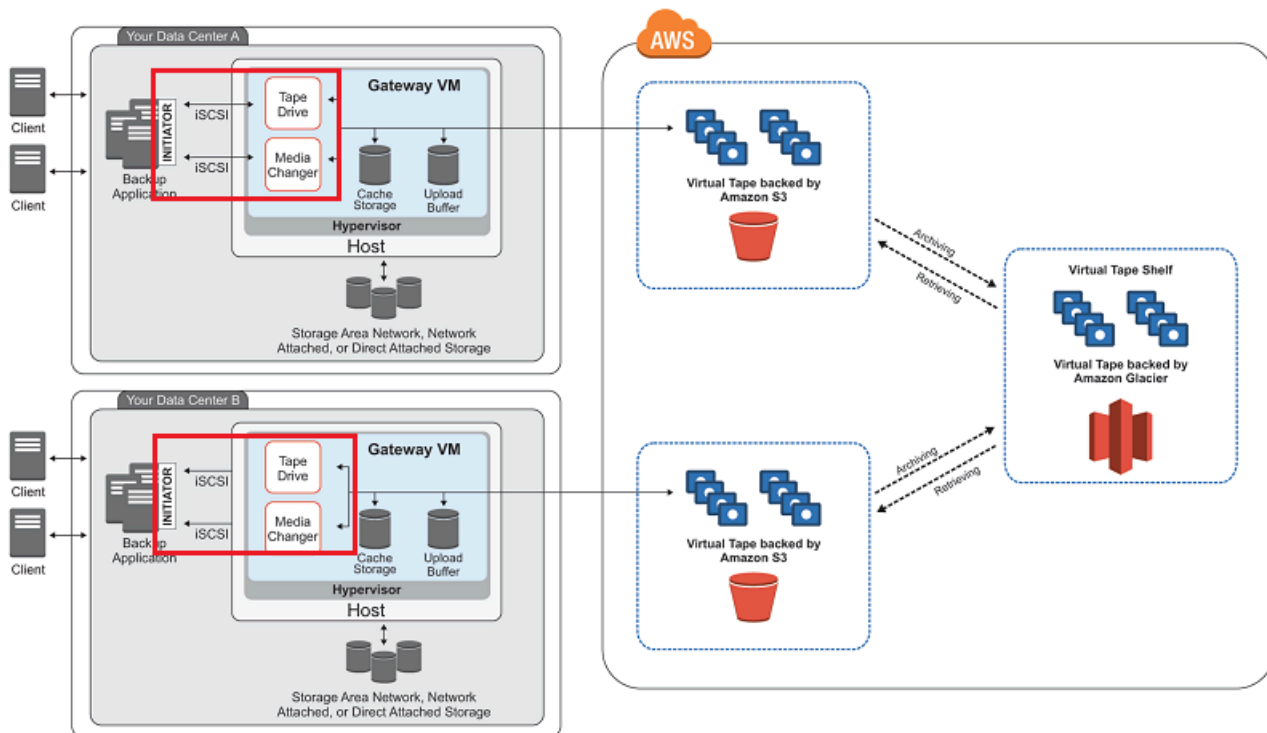 Your Data Center A
AWS
Client
Client
Backup
Application
INITIATOR
iSCSI
iSCSI
Gateway VM
Tape
Drive
Media
Changer
Cache
Storage
Upload
Buffer
Hypervisor
Host
Storage Area Network, Network
Attached, or Direct Attached Storage
Virtual Tape backed by
Amazon S3
Archiving
Retrieving
Virtual Tape Shelf
Virtual Tape backed by
Amazon Glacier
Your Data Center B
Client
Client
Backup
Application
INITIATOR
iSCSI
iSCSI
Gateway VM
Tape
Drive
Media
Changer
Cache
Storage
Upload
Buffer
Hypervisor
Host
Storage Area Network, Network
Attached, or Direct Attached Storage
Virtual Tape backed by
Amazon S3
Archiving
Retrieving